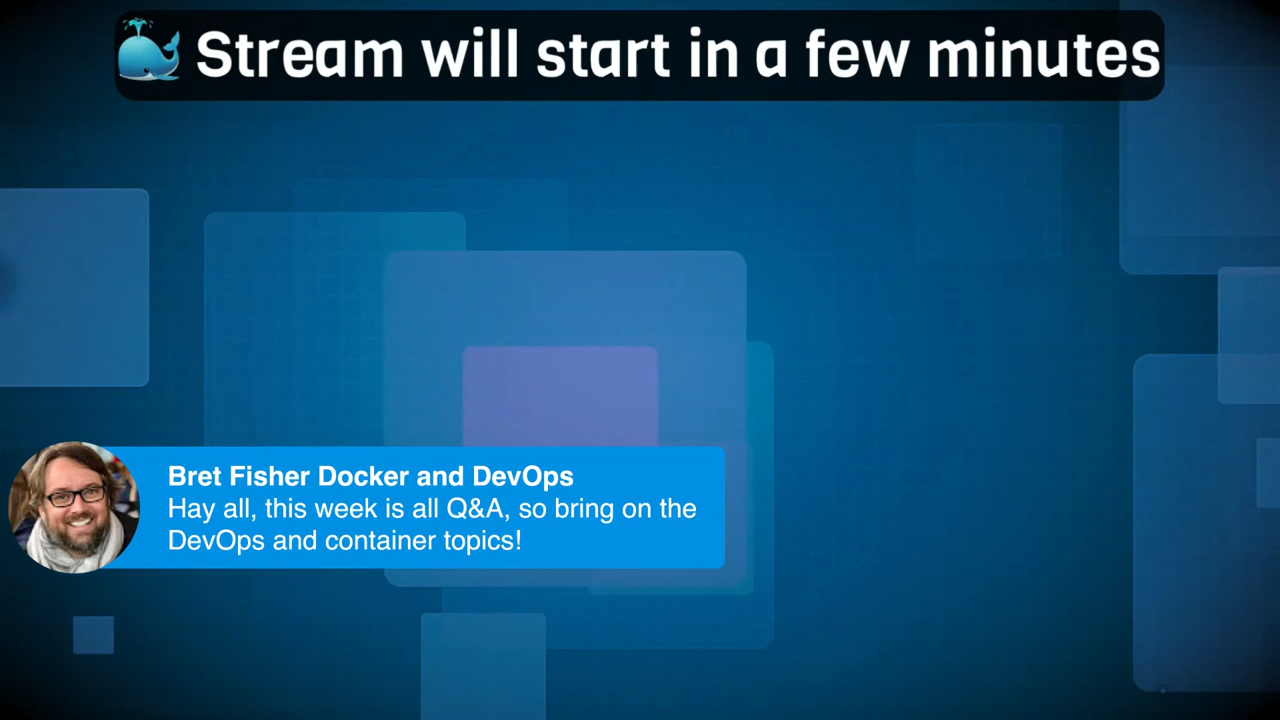 🐳 Stream will start in a few minutes
Bret Fisher Docker and DevOps
Hay all, this week is all Q&A, so bring on the
DevOps and container topics!